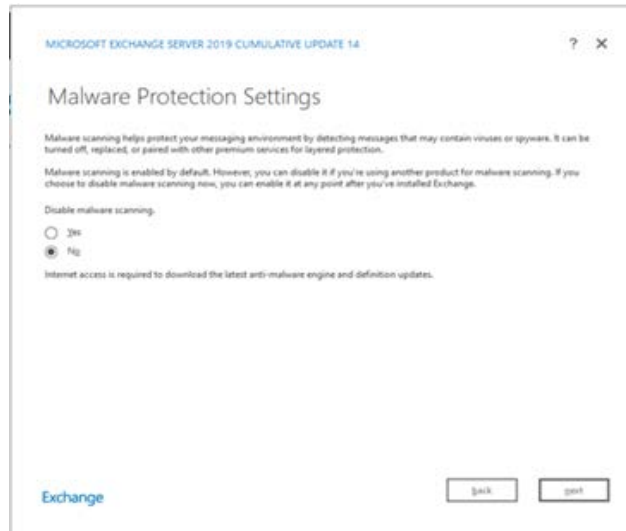 MICROSOFT EXCHANGE SERVER 2019 CUMULATIVE UPDATE 14
? ✕
Malware Protection Settings
Malware scanning helps protect your messaging environment by detecting messages that may contain viruses or spyware. It can be
turned off, replaced, or paired with other premium services for layered protection.
Malware scanning is enabled by default. However, you can disable it if you're using another product for malware scanning. If you
choose to disable malware scanning now, you can enable it at any point after you've installed Exchange.
Disable malware scanning.
Yes
No
Internet access is required to download the latest anti-malware engine and definition updates.
Exchange
back
next